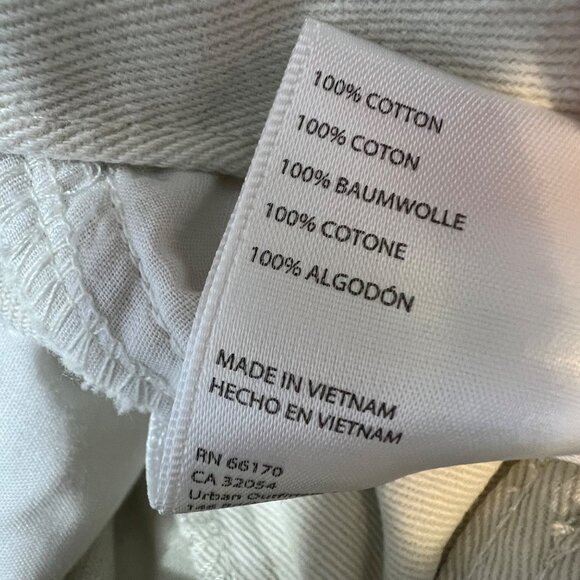 100% COTTON
100% COTON
100% BAUMWOLLE
100% COTONE
100% ALGODÓN
MADE IN VIETNAM
HECHO EN VIETNAM
RN 66170
CA 32054
Urban